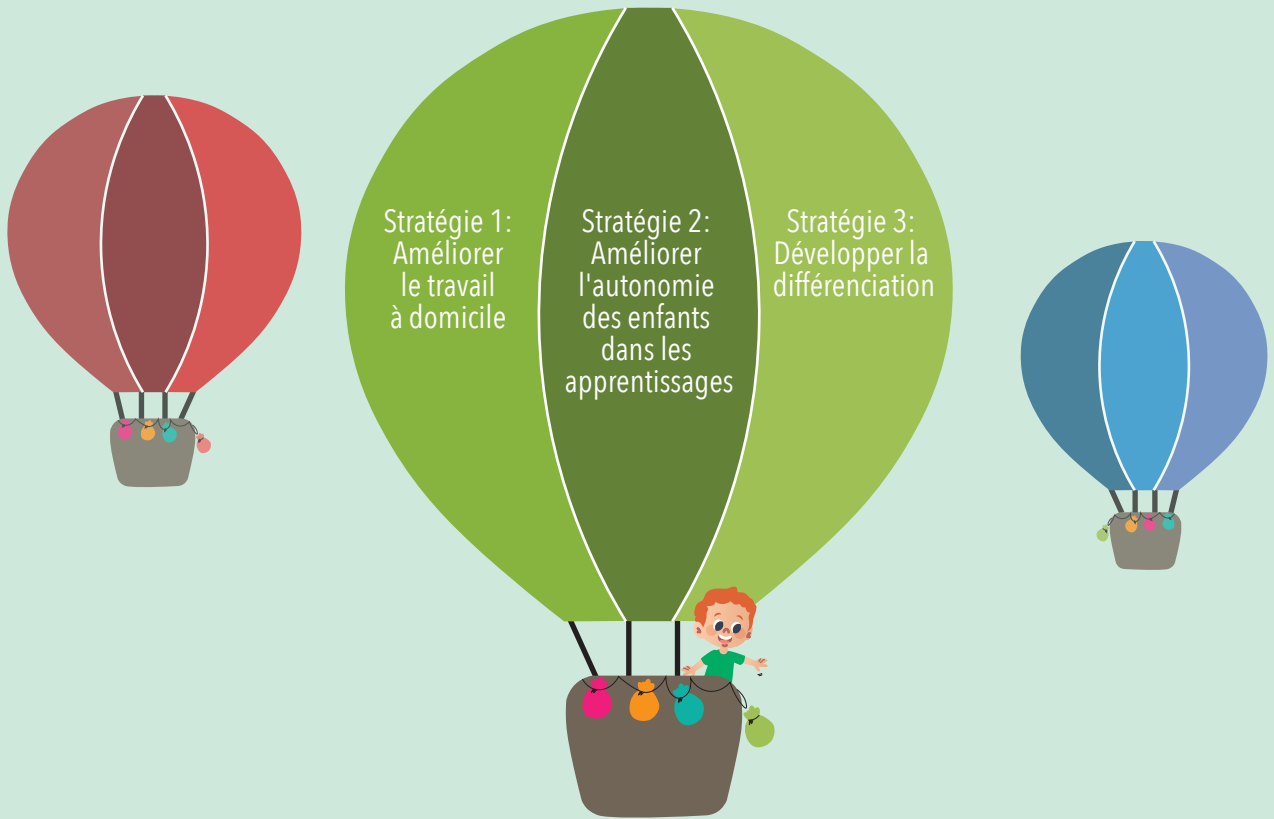 Stratégie 1:
Améliorer
le travail
à domicile
Stratégie 2:
Améliorer
l'autonomie
des enfants
dans les
apprentissages
Stratégie 3:
Développer la
différenciation